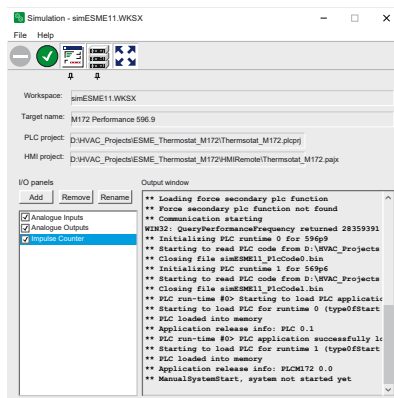 Simulation - simESME11.WKSX
File Help
Workspace: simESME11.WKSX
Target name: M172 Performance 596.9
PLC project: D:\HVAC_Projects\ESME_Thermostat_M172\Thermsotat_M172.plcprj
HMI project: D:\HVAC_Projects\ESME_Thermostat_M172\HMIRemote\Thermsotat_M172.pajx
I/O panels
Add Remove Rename
Analogue Inputs
Analogue Outputs
Impulse Counter
Output window
** Loading force secondary plc function
** Force secondary plc function not found
** Communication starting
WIN32: QueryPerformanceFrequency returned 28359391
** Initializing PLC runtime 0 for 596p9
** Starting to read PLC code from D:\HVAC_Projects
** Closing file simESME11_PlcCode0.bin
** Initializing PLC runtime 1 for 569p6
** Starting to read PLC code from D:\HVAC_Projects
** Closing file simESME11_PlcCode1.bin
** PLC run-time #0> Starting to load PLC applicatic
** Starting to load PLC for runtime 0 (typeOfStart
** PLC loaded into memory
** Application release info: PLC 0.1
** PLC run-time #0> PLC application successfully lc
** Starting to load PLC for runtime 1 (typeOfStart
** PLC loaded into memory
** Application release info: PLCM172 0.0
** ManualSystemStart, system not started yet